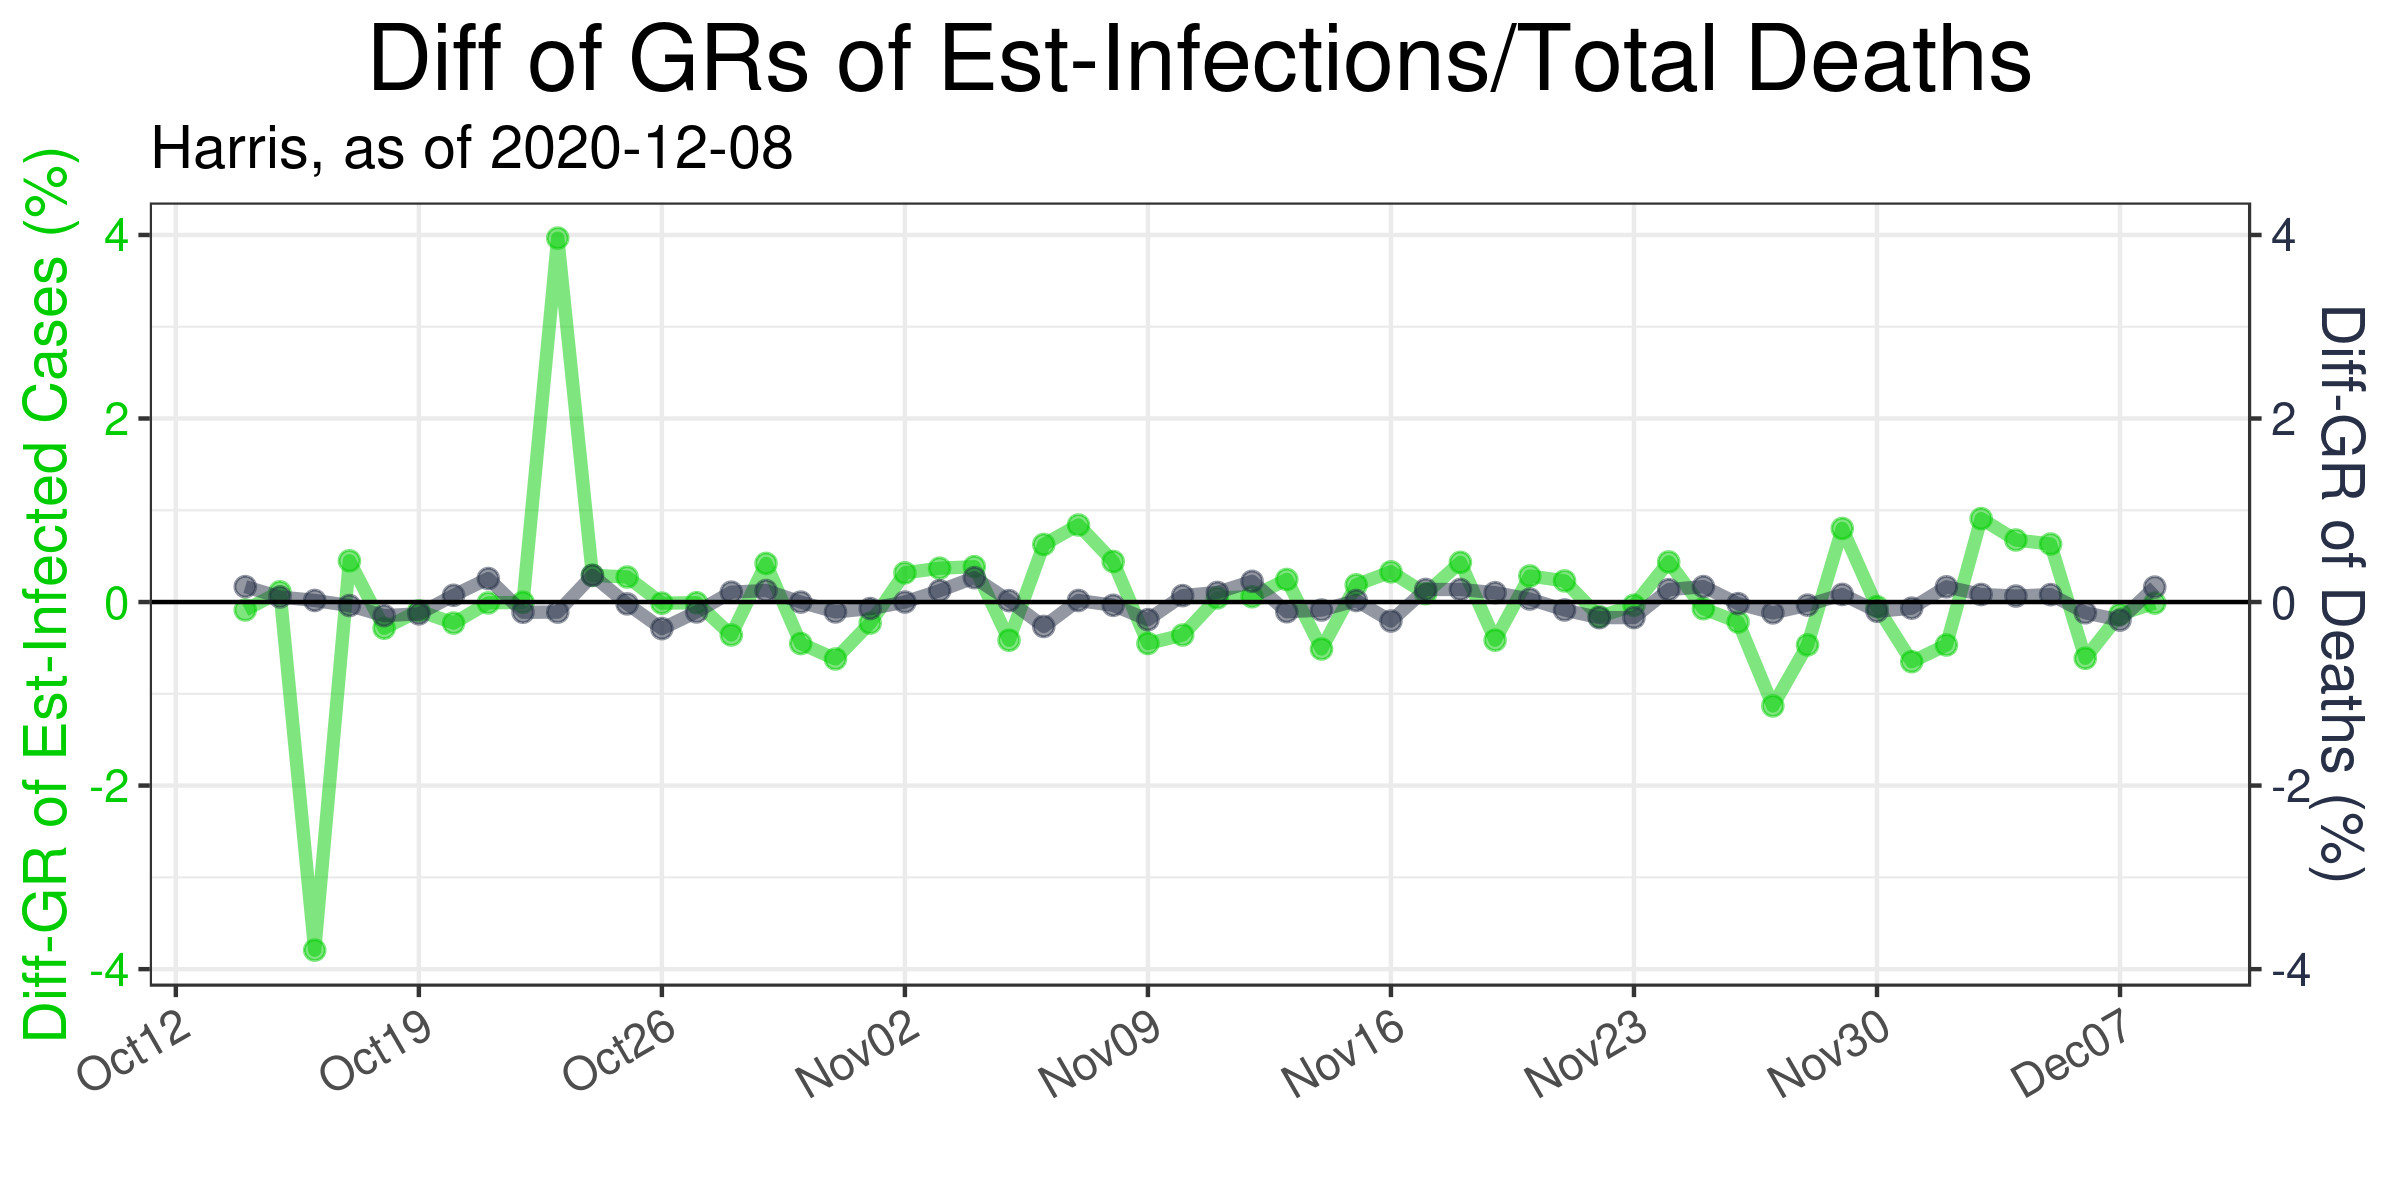 Diff of GRs of Est-Infections/Total Deaths
Harris, as of 2020-12-08
Diff-GR of Est-Infected Cases (%)
4
2
0
-2
-4
4
2
0
-2
-4
Diff-GR of Deaths (%)
Oct12
Oct19
Oct26
Nov02
Nov09
Nov16
Nov23
Nov30
Dec07